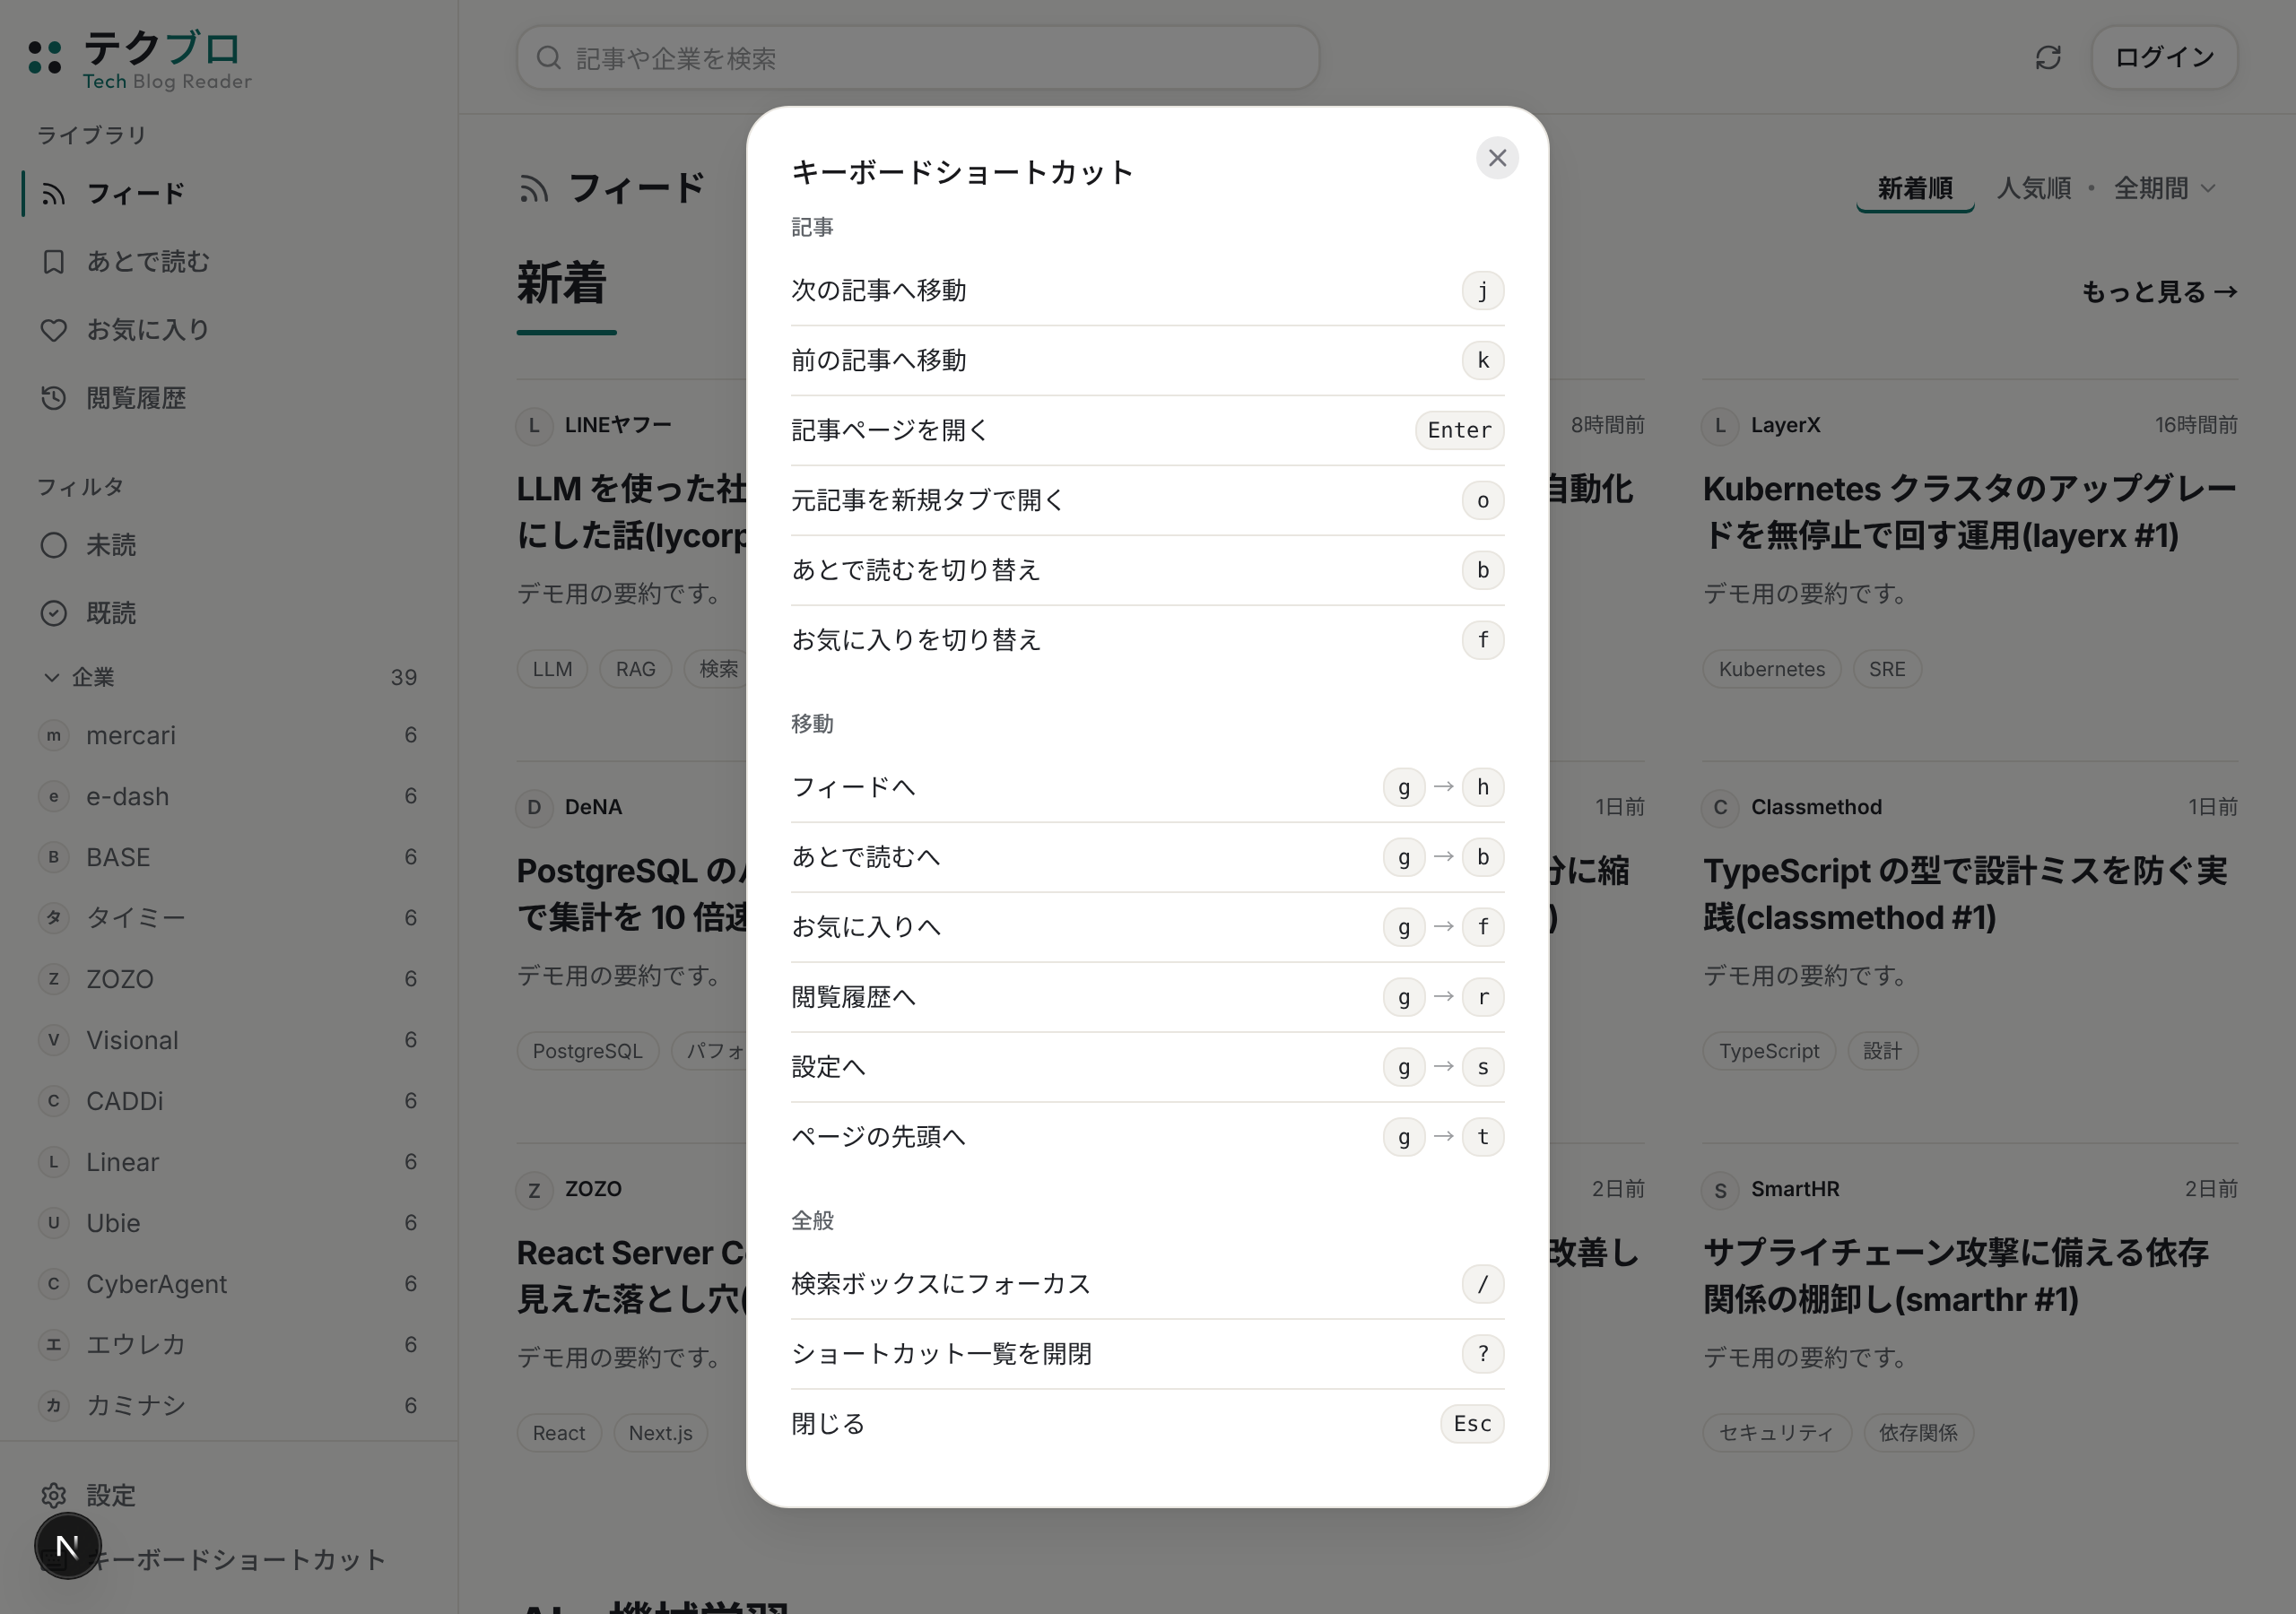 テクブロ
Tech Blog Reader
ライブラリ
フィード
あとで読む
お気に入り
閲覧履歴
フィルタ
未読
既読
企業 39
mercari 6
e-dash 6
BASE 6
タイミー 6
ZOZO 6
Visional 6
CADDi 6
Linear 6
Ubie 6
CyberAgent 6
エウレカ 6
カミナシ 6
設定
キーボードショートカット
記事や企業を検索
ログイン
フィード
新着順 人気順 • 全期間
新着
もっと見る →
L LINEヤフー
LLM を使った社
にした話(lycorp
デモ用の要約です。
LLM RAG 検索
8時間前
自動化
L LayerX 16時間前
Kubernetes クラスタのアップグレー
ドを無停止で回す運用(layerx #1)
デモ用の要約です。
Kubernetes SRE
D DeNA
PostgreSQL の
で集計を 10 倍速
デモ用の要約です。
PostgreSQL パフォ
1日前
分に縮
)
C Classmethod 1日前
TypeScript の型で設計ミスを防ぐ実
践(classmethod #1)
デモ用の要約です。
TypeScript 設計
Z ZOZO
React Server C
見えた落とし穴(
デモ用の要約です。
React Next.js
2日前
改善し
S SmartHR 2日前
サプライチェーン攻撃に備える依存
関係の棚卸し(smarthr #1)
デモ用の要約です。
セキュリティ 依存関係
キーボードショートカット
記事
次の記事へ移動 j
前の記事へ移動 k
記事ページを開く Enter
元記事を新規タブで開く o
あとで読むを切り替え b
お気に入りを切り替え f
移動
フィードへ g → h
あとで読むへ g → b
お気に入りへ g → f
閲覧履歴へ g → r
設定へ g → s
ページの先頭へ g → t
全般
検索ボックスにフォーカス /
ショートカット一覧を開閉 ?
閉じる Esc